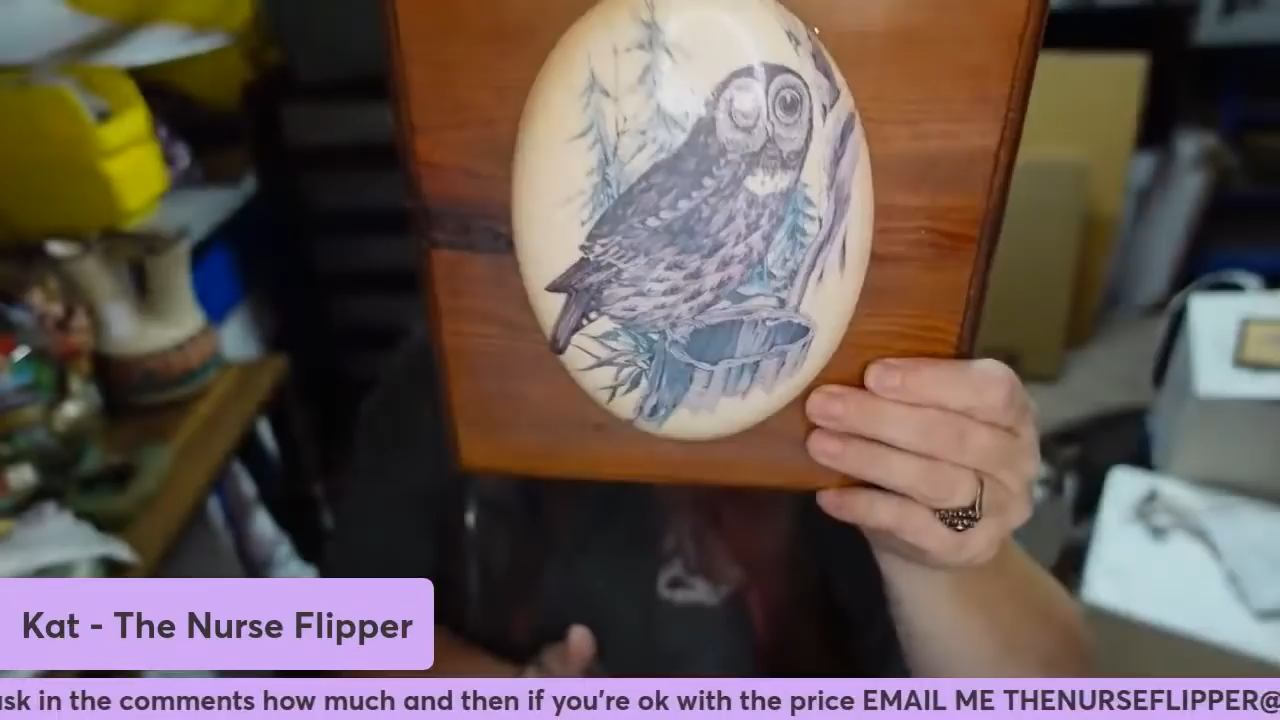 Kat - The Nurse Flipper
ask in the comments how much and then if you're ok with the price EMAIL ME THENURSEFLIPPER@